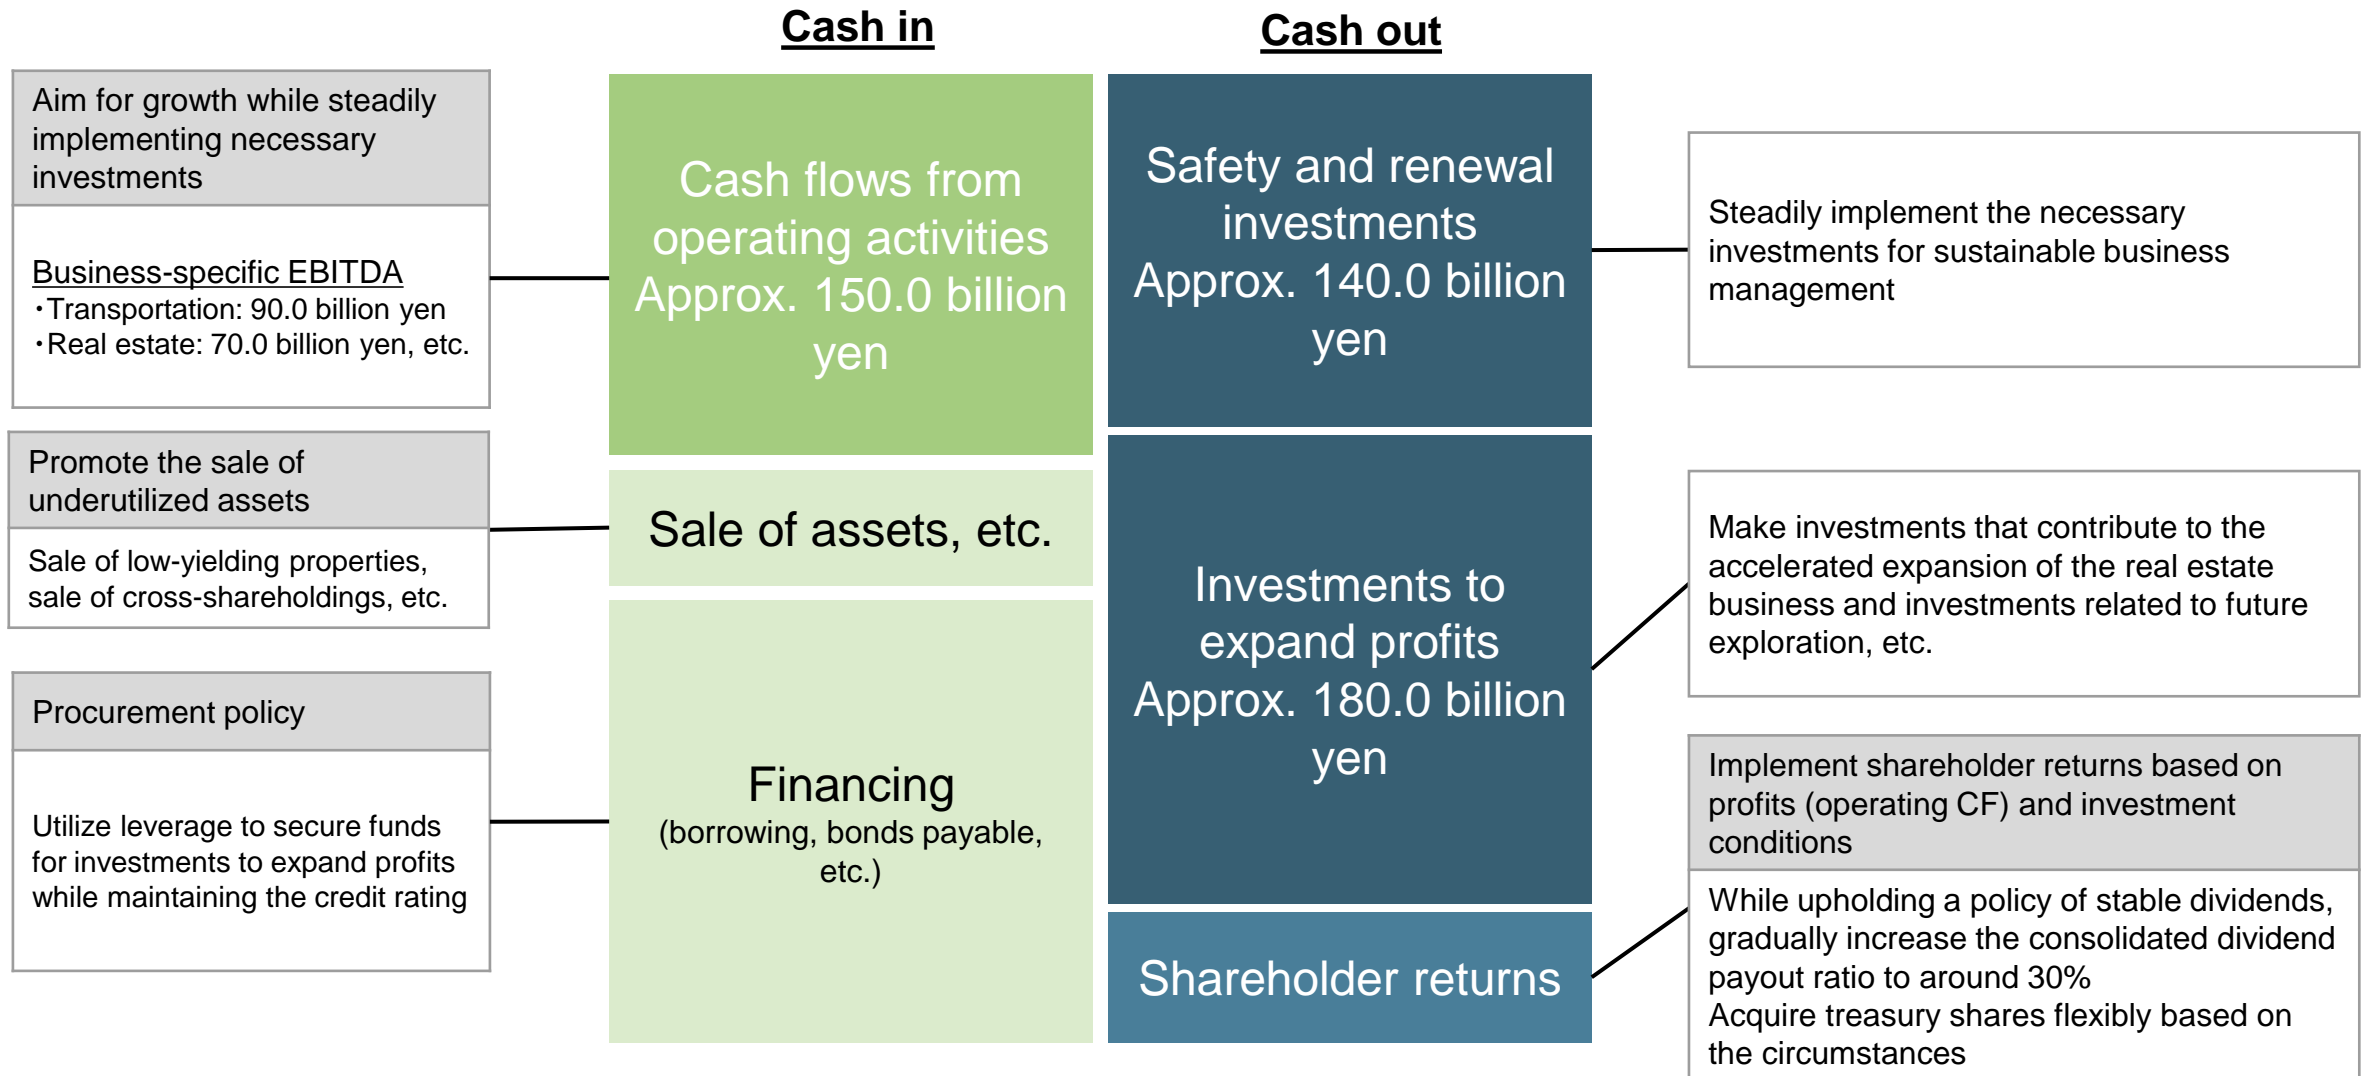 Cash in
Cash out
Aim for growth while steadily
implementing necessary
investments
Business-specific EBITDA
・Transportation: 90.0 billion yen
・Real estate: 70.0 billion yen, etc.
Promote the sale of
underutilized assets
Sale of low-yielding properties,
sale of cross-shareholdings, etc.
Procurement policy
Utilize leverage to secure funds
for investments to expand profits
while maintaining the credit rating
Cash flows from
operating activities
Approx. 150.0 billion
yen
Sale of assets, etc.
Financing
(borrowing, bonds payable,
etc.)
Safety and renewal
investments
Approx. 140.0 billion
yen
Investments to
expand profits
Approx. 180.0 billion
yen
Shareholder returns
Steadily implement the necessary
investments for sustainable business
management
Make investments that contribute to the
accelerated expansion of the real estate
business and investments related to future
exploration, etc.
Implement shareholder returns based on
profits (operating CF) and investment
conditions
While upholding a policy of stable dividends,
gradually increase the consolidated dividend
payout ratio to around 30%
Acquire treasury shares flexibly based on
the circumstances